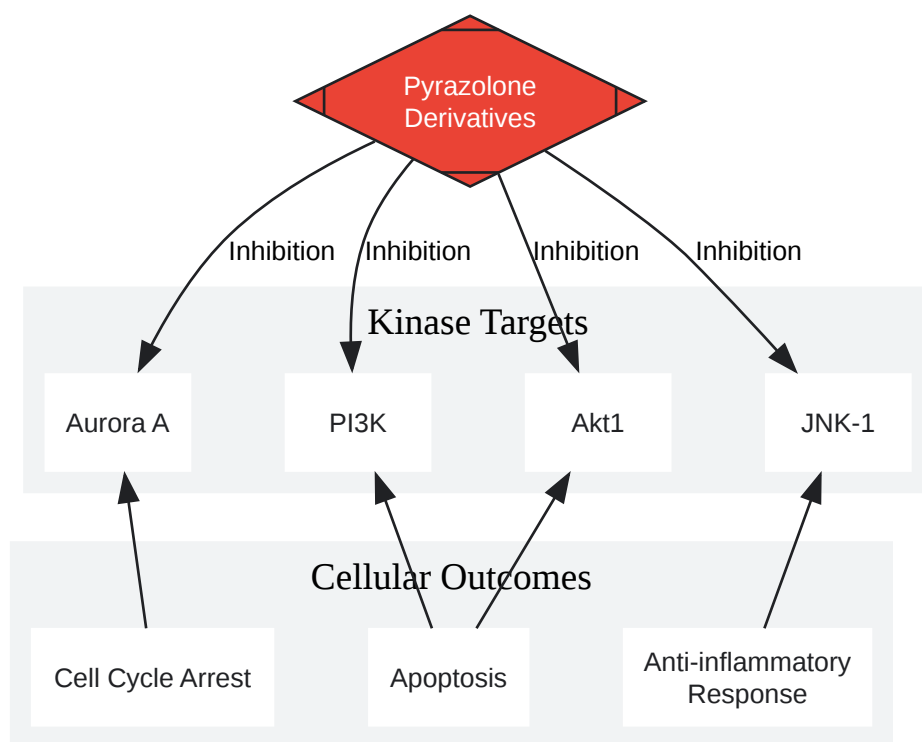 Pyrazolone
Derivatives
Inhibition
Inhibition
Inhibition
Inhibition
Kinase Targets
Aurora A
PI3K
Akt1
JNK-1
Cellular Outcomes
Cell Cycle Arrest
Apoptosis
Anti-inflammatory
Response